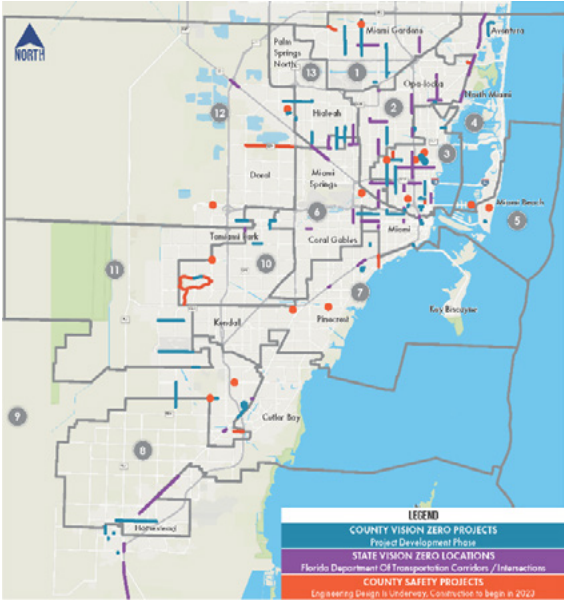 NORTH
Miami Gardens
Aventura
Palm
Springs
North
13
1
Opa-locka
North Miami
2
12
Hialeah
4
3
Doral
Miami
Springs
6
Miami Beach
5
Tamiami Park
Coral Gables
Miami
11
10
7
Key Biscayne
Kendall
Pinecrest
9
Cutler Bay
8
Homestead
LEGEND
COUNTY VISION ZERO PROJECTS
Project Development Phase
STATE VISION ZERO LOCATIONS
Florida Department Of Transportation Corridors / Intersections
COUNTY SAFETY PROJECTS
Engineering Design Is Underway, Construction to begin in 2023